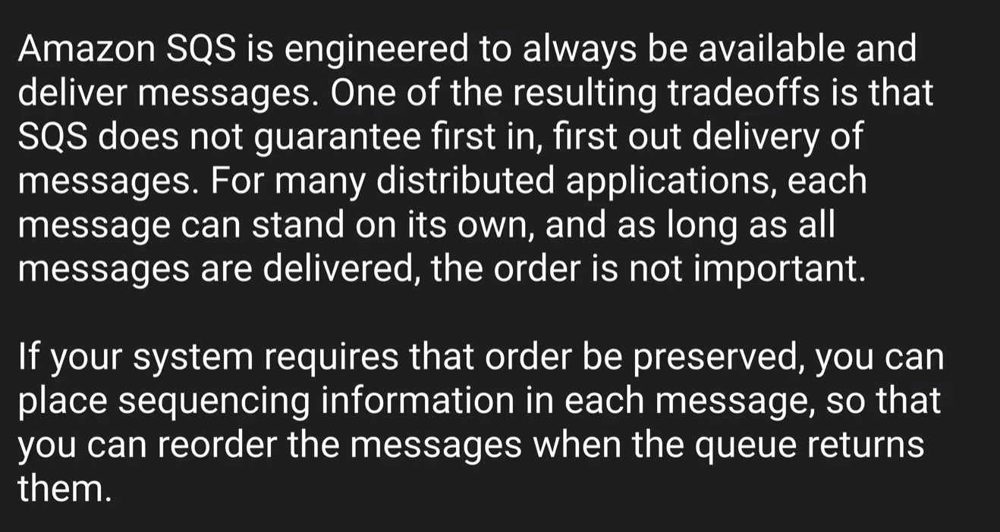 Amazon SQS is engineered to always be available and
deliver messages. One of the resulting tradeoffs is that
SQS does not guarantee first in, first out delivery of
messages. For many distributed applications, each
message can stand on its own, and as long as all
messages are delivered, the order is not important.
If your system requires that order be preserved, you can
place sequencing information in each message, so that
you can reorder the messages when the queue returns
them.